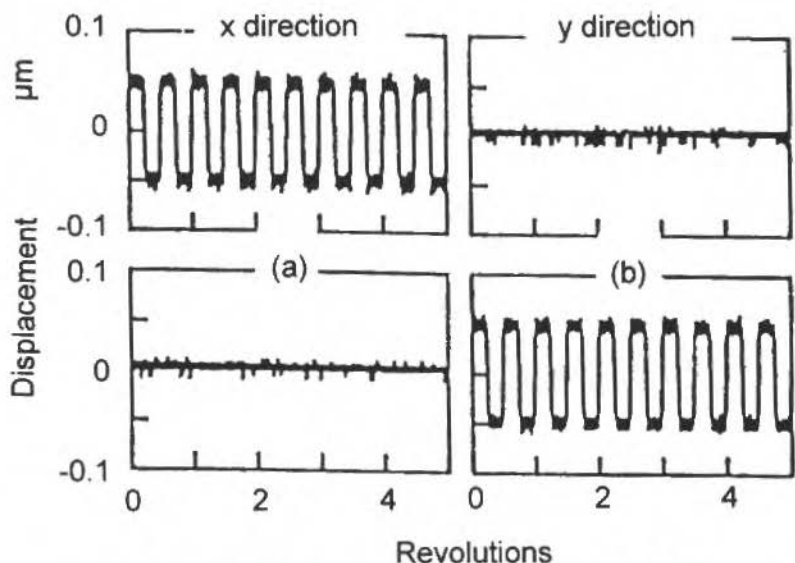 x direction
y direction
0.1
0
-0.1
µm
Displacement
(a)
(b)
0.1
0
-0.1
0
2
4
0
2
4
Revolutions